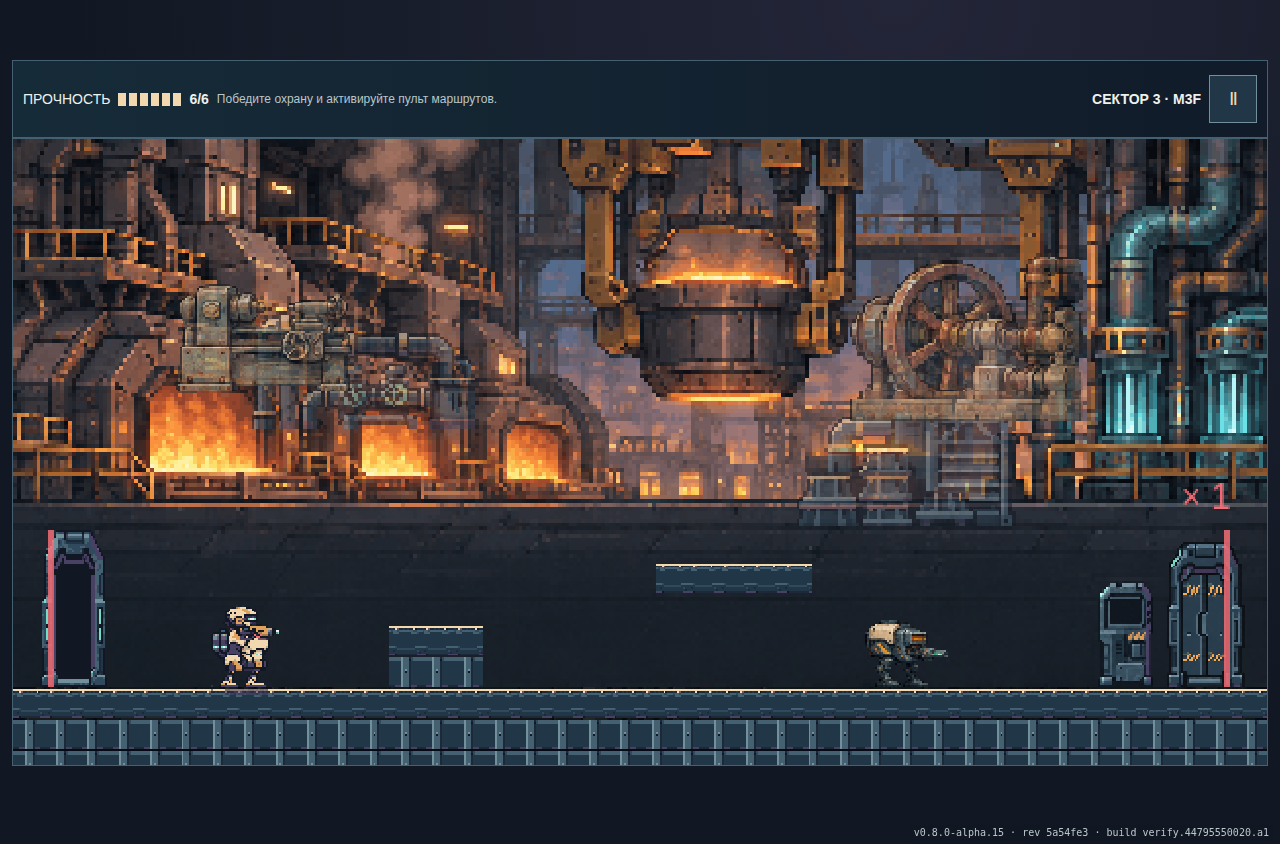 ПРОЧНОСТЬ 6/6 Победите охрану и активируйте пульт маршрутов.
СЕКТОР 3 · M3F
× 1
v0.8.0-alpha.15 · rev 5a54fe3 · build verify.44795550020.a1